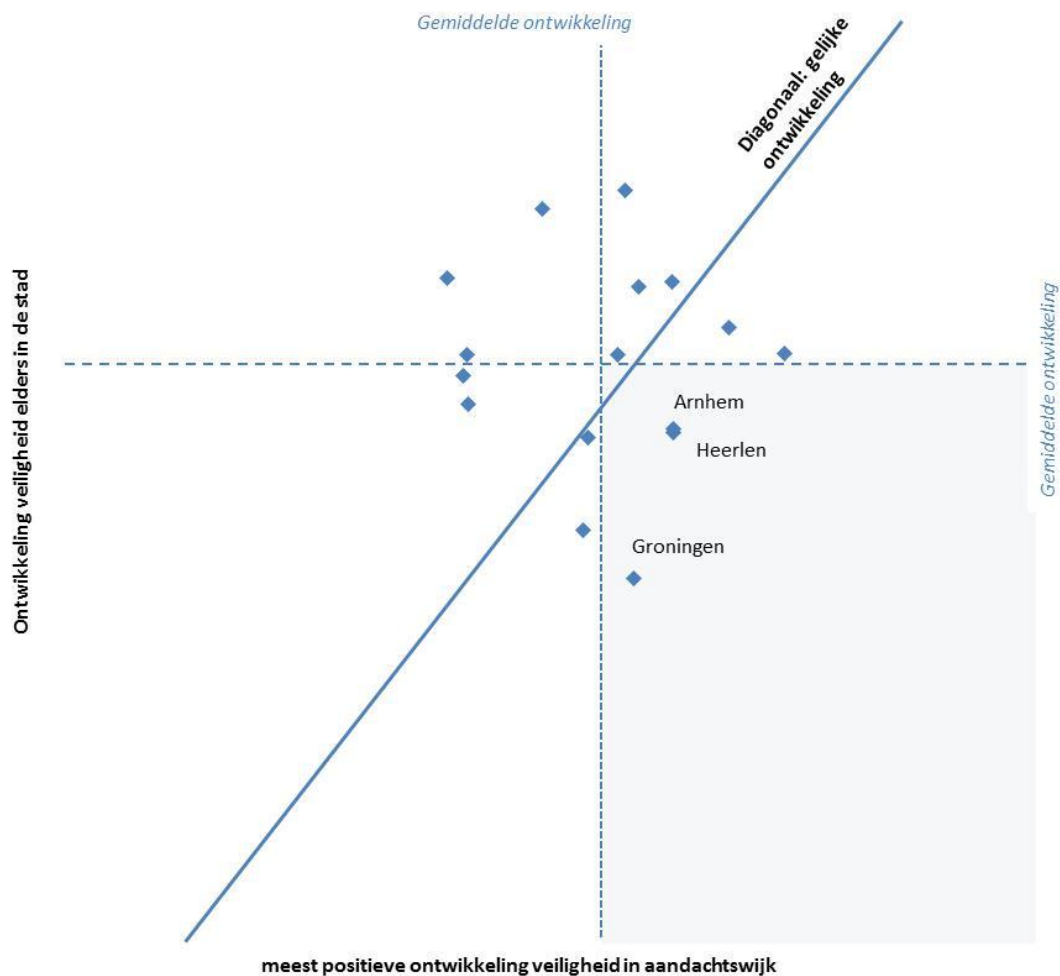 Gemiddelde ontwikkeling
Diagonaal: gelijke
ontwikkeling
Ontwikkeling veiligheid elders in de stad
Gemiddelde ontwikkeling
Arnhem
Heerlen
Groningen
meest positieve ontwikkeling veiligheid in aandachtswijk